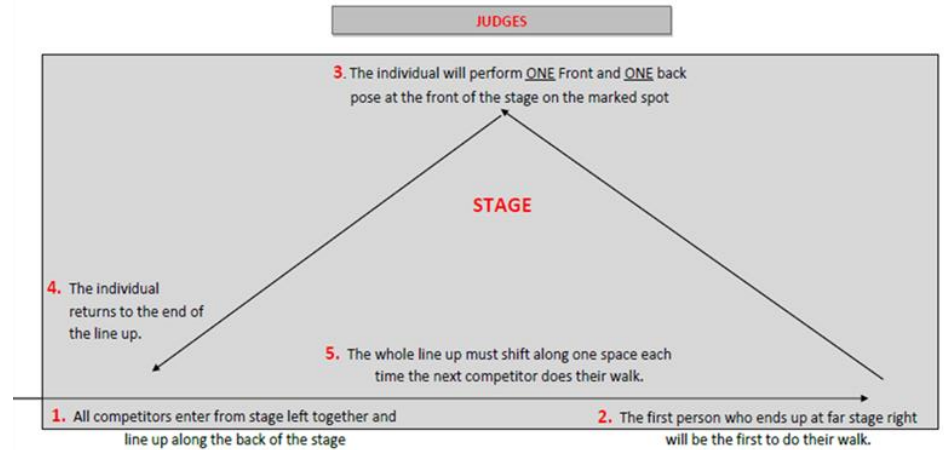 JUDGES
3. The individual will perform ONE Front and ONE back
pose at the front of the stage on the marked spot
STAGE
4. The individual
returns to the end of
the line up.
5. The whole line up must shift along one space each
time the next competitor does their walk.
1. All competitors enter from stage left together and
line up along the back of the stage
2. The first person who ends up at far stage right
will be the first to do their walk.